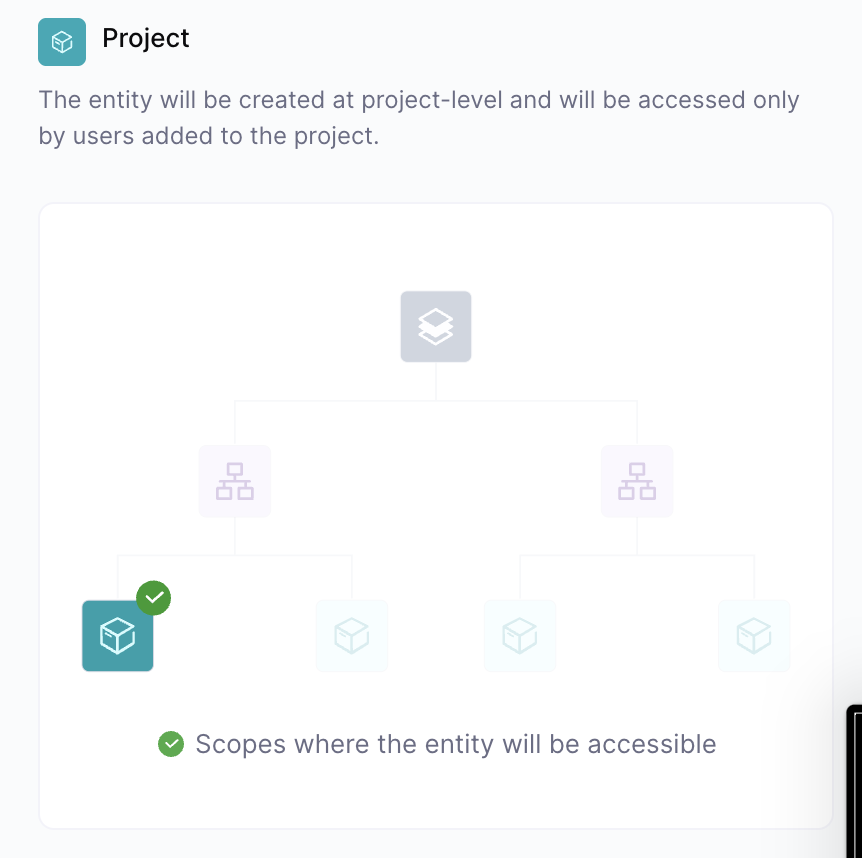 Project
The entity will be created at project-level and will be accessed only
by users added to the project.
Scopes where the entity will be accessible